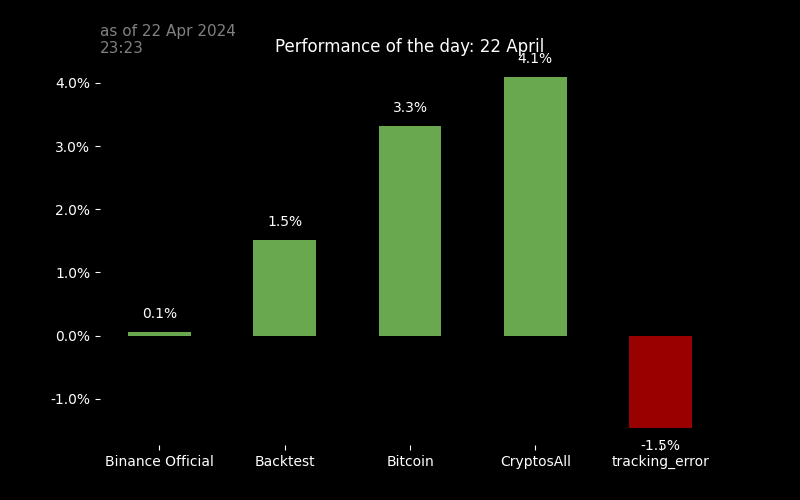 as of 22 Apr 2024
23:23
Performance of the day: 22 April
4.0%
3.0%
2.0%
1.0%
0.0%
-1.0%
0.1%
1.5%
3.3%
4.1%
-1.5%
Binance Official
Backtest
Bitcoin
CryptosAll
tracking_error